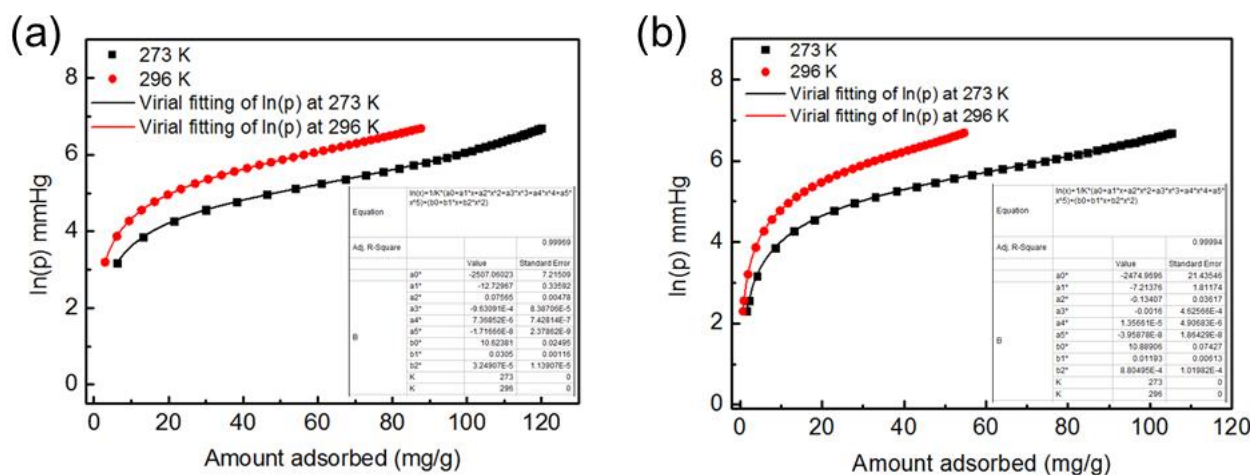 (a)
273 K
296 K
Virial fitting of ln(p) at 273 K
Virial fitting of ln(p) at 296 K
ln(p) mmHg
8
6
4
2
0
0 20 40 60 80 100 120
Amount adsorbed (mg/g)
Equation
ln(x)+1/K*(a0+a1*x+a2*x^2+a3*x^3+a4*x^4+a5*
x^5)+(b0+b1*x+b2*x^2)
Adj. R-Square 0.99959
Value Standard Error
B
a0* -2507.06023 7.21509
a1* -12.72967 0.33592
a2* 0.07565 0.00478
a3* -9.63091E-4 8.38706E-5
a4* 7.36852E-6 7.42814E-7
a5* -1.71666E-8 2.37862E-9
b0* 10.62381 0.02495
b1* 0.0305 0.00116
b2* 3.24907E-5 1.13907E-5
K 273 0
K 296 0
(b)
273 K
296 K
Virial fitting of ln(p) at 273 K
Virial fitting of ln(p) at 296 K
ln(p) mmHg
8
6
4
2
0
0 20 40 60 80 100 120
Amount adsorbed (mg/g)
Equation
ln(x)+1/K*(a0+a1*x+a2*x^2+a3*x^3+a4*x^4+a5*
x^5)+(b0+b1*x+b2*x^2)
Adj. R-Square 0.99994
Value Standard Error
B
a0* -2474.9596 21.43546
a1* -7.21376 1.81174
a2* -0.13407 0.03617
a3* -0.0016 4.62566E-4
a4* 1.35661E-5 4.90683E-6
a5* -3.95878E-8 1.86429E-8
b0* 10.88906 0.07427
b1* 0.01193 0.00613
b2* 8.80495E-4 1.01982E-4
K 273 0
K 296 0